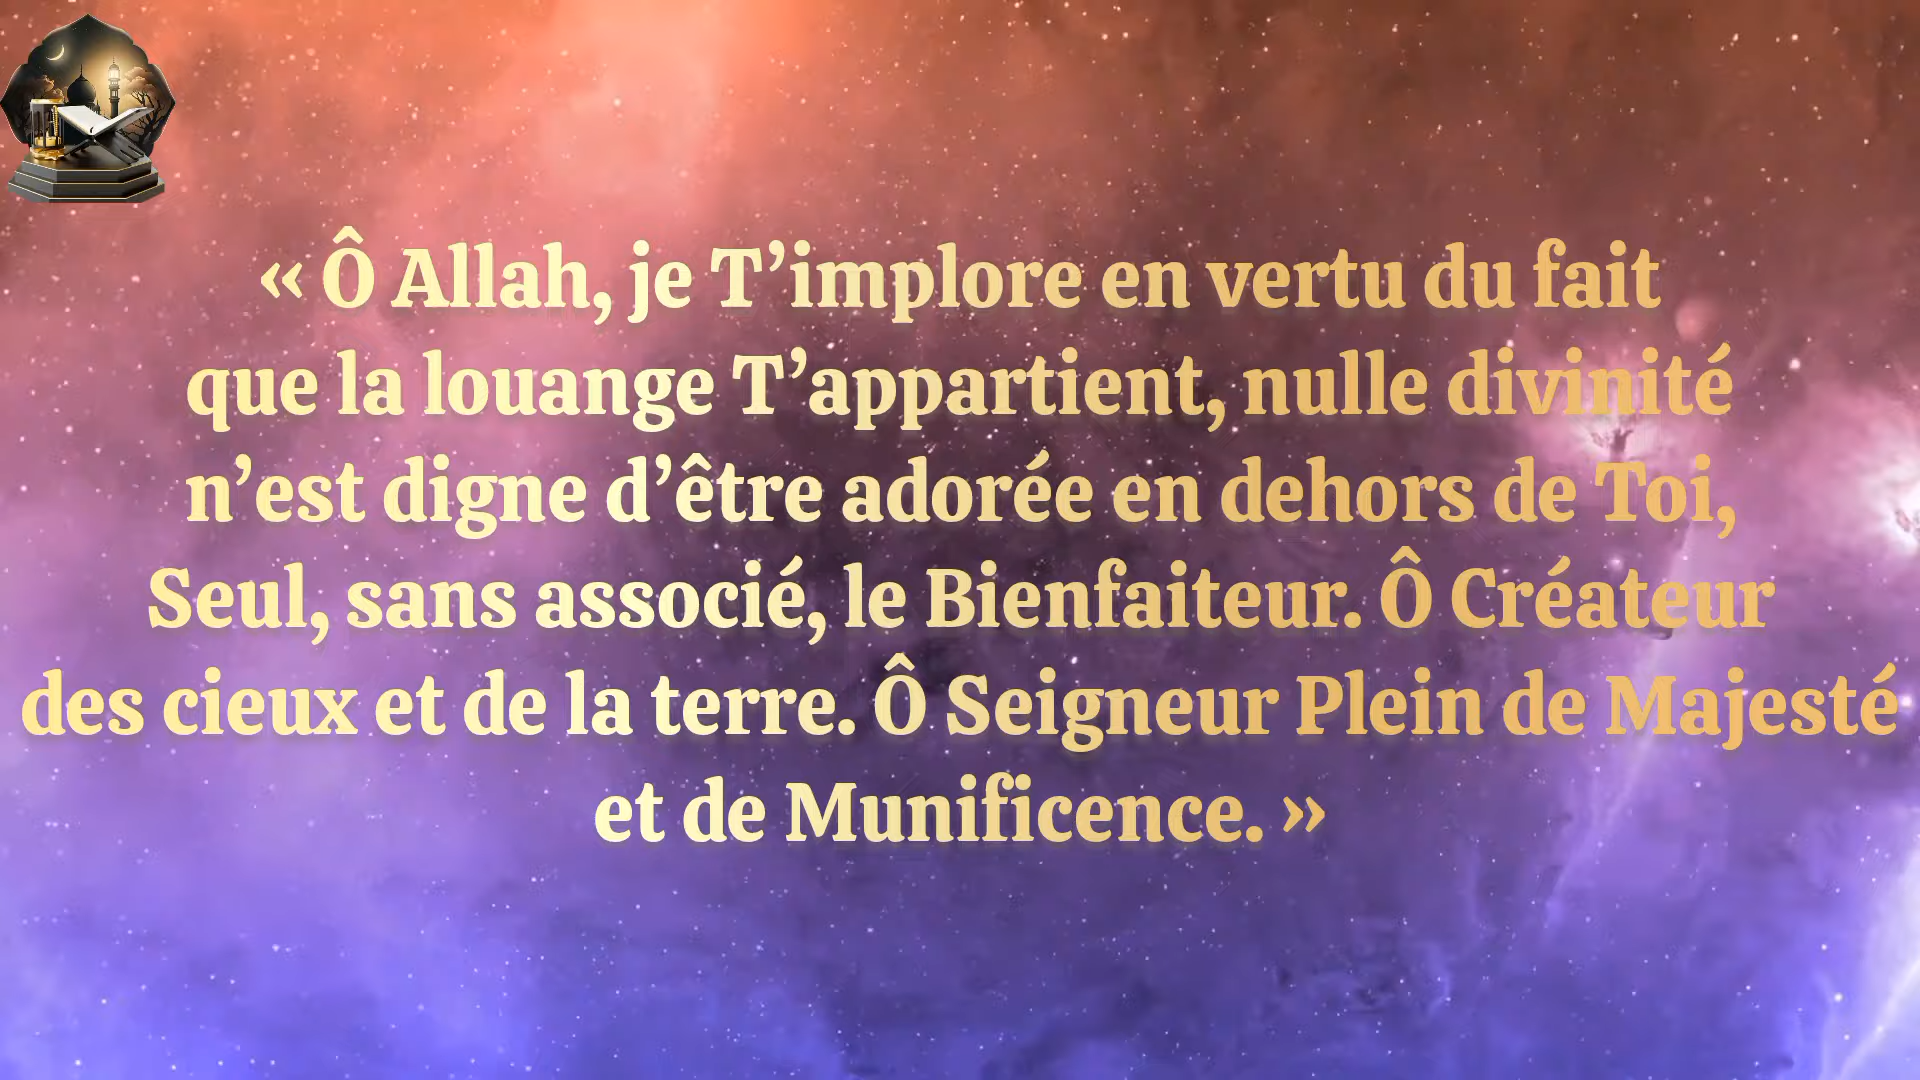 « Ô Allah, je T’implore en vertu du fait
que la louange T’appartient, nulle divinité
n’est digne d’être adorée en dehors de Toi,
Seul, sans associé, le Bienfaiteur. Ô Créateur
des cieux et de la terre. Ô Seigneur Plein de Majesté
et de Munificence. »